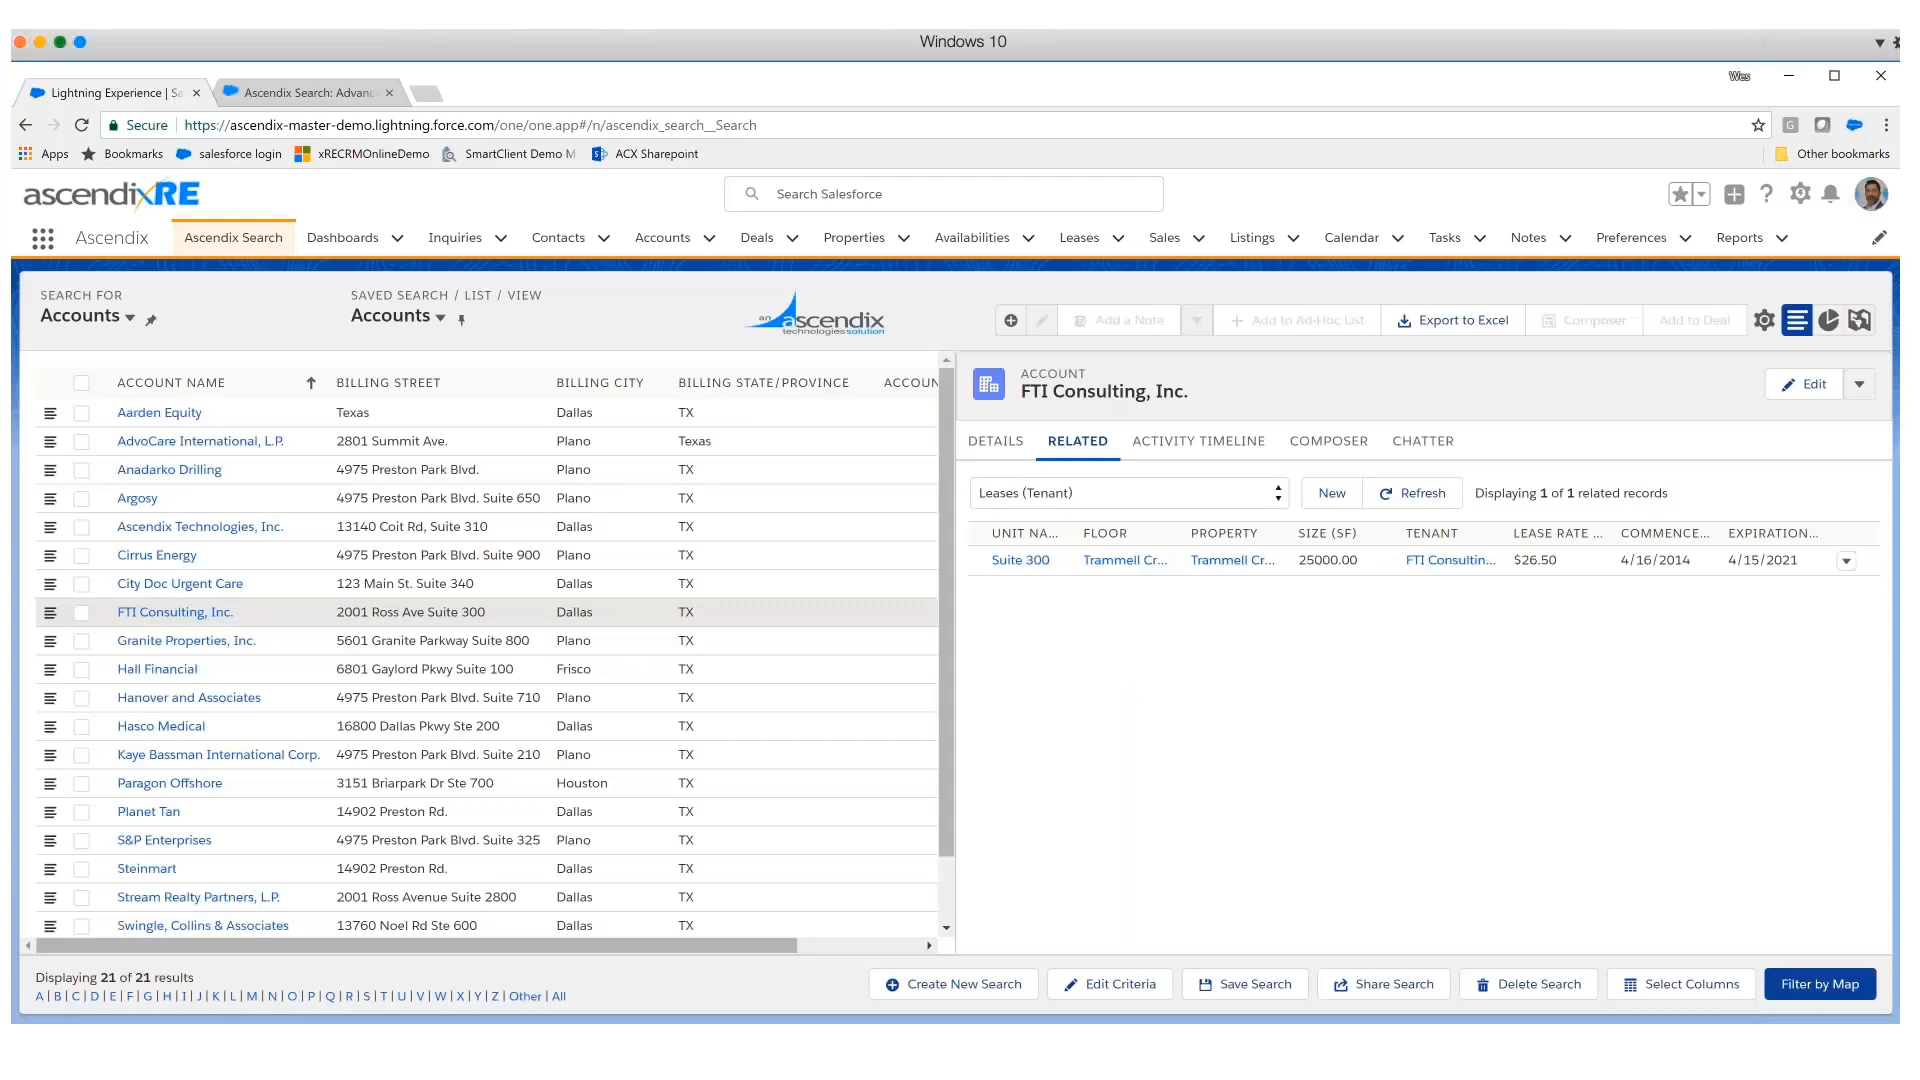 Windows 10
Wes
Lightning Experience | Sa
Ascendix Search: Advanc
Secure
https://ascendix-master-demo.lightning.force.com/one/one.app#/n/ascendix_search__Search
Apps
Bookmarks
salesforce login
xRECRMOnlineDemo
SmartClient Demo M
ACX Sharepoint
Other bookmarks
ascendixRE
Search Salesforce
Ascendix
Ascendix Search
Dashboards
Inquiries
Contacts
Accounts
Deals
Properties
Availabilities
Leases
Sales
Listings
Calendar
Tasks
Notes
Preferences
Reports
SEARCH FOR
Accounts
SAVED SEARCH / LIST / VIEW
Accounts
an ascendix
technologies solution
Add a Note
Add to Ad-Hoc List
Export to Excel
Composer
Add to Deal
ACCOUNT NAME BILLING STREET BILLING CITY BILLING STATE/PROVINCE ACCOUN
Aarden Equity Texas Dallas TX
AdvoCare International, L.P. 2801 Summit Ave. Plano Texas
Anadarko Drilling 4975 Preston Park Blvd. Plano TX
Argosy 4975 Preston Park Blvd. Suite 650 Plano TX
Ascendix Technologies, Inc. 13140 Coit Rd, Suite 310 Dallas TX
Cirrus Energy 4975 Preston Park Blvd. Suite 900 Plano TX
City Doc Urgent Care 123 Main St. Suite 340 Dallas TX
FTI Consulting, Inc. 2001 Ross Ave Suite 300 Dallas TX
Granite Properties, Inc. 5601 Granite Parkway Suite 800 Plano TX
Hall Financial 6801 Gaylord Pkwy Suite 100 Frisco TX
Hanover and Associates 4975 Preston Park Blvd. Suite 710 Plano TX
Hasco Medical 16800 Dallas Pkwy Ste 200 Dallas TX
Kaye Bassman International Corp. 4975 Preston Park Blvd. Suite 210 Plano TX
Paragon Offshore 3151 Briarpark Dr Ste 700 Houston TX
Planet Tan 14902 Preston Rd. Dallas TX
S&P Enterprises 4975 Preston Park Blvd. Suite 325 Plano TX
Steinmart 14902 Preston Rd. Dallas TX
Stream Realty Partners, L.P. 2001 Ross Avenue Suite 2800 Dallas TX
Swingle, Collins & Associates 13760 Noel Rd Ste 600 Dallas TX
ACCOUNT
FTI Consulting, Inc.
Edit
DETAILS
RELATED
ACTIVITY TIMELINE
COMPOSER
CHATTER
Leases (Tenant)
New
Refresh
Displaying 1 of 1 related records
UNIT NA... FLOOR PROPERTY SIZE (SF) TENANT LEASE RATE ... COMMENCE... EXPIRATION...
Suite 300 Trammell Cr... Trammell Cr... 25000.00 FTI Consultin... $26.50 4/16/2014 4/15/2021
Displaying 21 of 21 results
A | B | C | D | E | F | G | H | I | J | K | L | M | N | O | P | Q | R | S | T | U | V | W | X | Y | Z | Other | All
Create New Search
Edit Criteria
Save Search
Share Search
Delete Search
Select Columns
Filter by Map